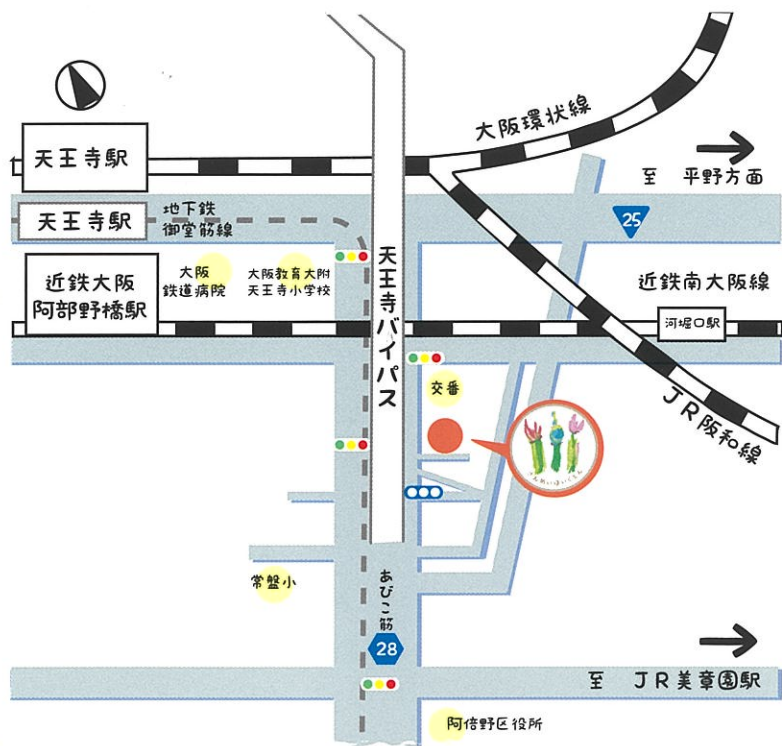 大阪環状線
天王寺駅
至 平野方面
天王寺駅
地下鉄
御堂筋線
25
近鉄大阪
阿部野橋駅
大阪
鉄道病院
大阪教育大附
天王寺小学校
天王寺バイパス
近鉄南大阪線
河堀口駅
交番
JR阪和線
常盤小
あびこ筋
28
至 JR美章園駅
阿倍野区役所